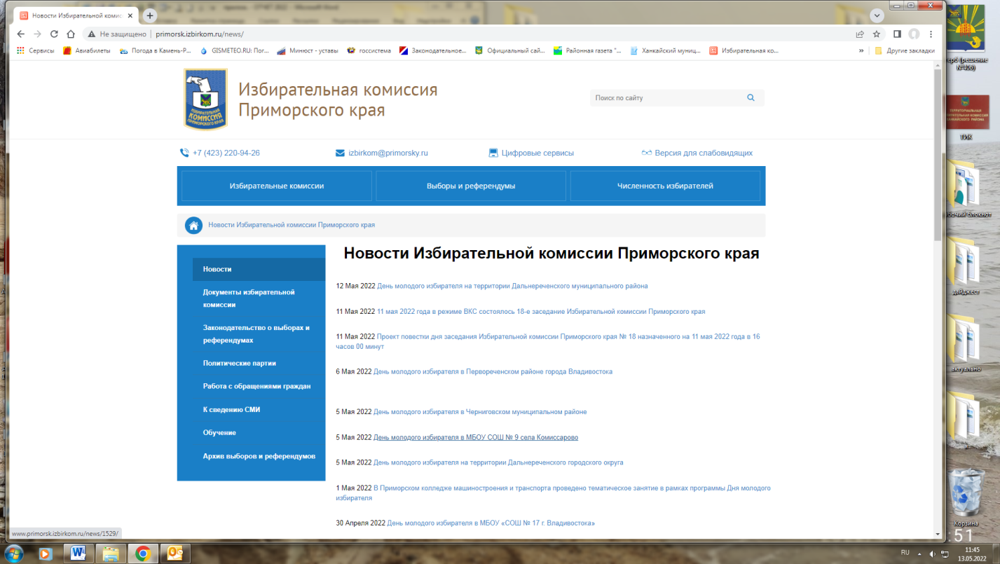 Новости Избирательной комис
Не защищено | primorsk.izbirkom.ru/news/
Сервисы Авиабилеты Погода в Камень-Р... GISMETEO.RU: Пог... Минюст - уставы госсистема Законодательное... Официальный сай... Районная газета "... Ханкайский муниц... Избирательная ко... » Другие закладки
Избирательная комиссия
Приморского края
Поиск по сайту
+7 (423) 220-94-26 izbirkom@primorsky.ru Цифровые сервисы Версия для слабовидящих
Избирательные комиссии Выборы и референдумы Численность избирателей
Новости Избирательной комиссии Приморского края
Новости
Документы избирательной
комиссии
Законодательство о выборах и
референдумах
Политические партии
Работа с обращениями граждан
К сведению СМИ
Обучение
Архив выборов и референдумов
Новости Избирательной комиссии Приморского края
12 Мая 2022 День молодого избирателя на территории Дальнереченского муниципального района
11 Мая 2022 11 мая 2022 года в режиме ВКС состоялось 18-е заседание Избирательной комиссии Приморского края
11 Мая 2022 Проект повестки дня заседания Избирательной комиссии Приморского края № 18 назначенного на 11 мая 2022 года в 16
часов 00 минут
6 Мая 2022 День молодого избирателя в Первореченском районе города Владивостока
5 Мая 2022 День молодого избирателя в Черниговском муниципальном районе
5 Мая 2022 День молодого избирателя в МБОУ СОШ № 9 села Комиссарово
5 Мая 2022 День молодого избирателя на территории Дальнереченского городского округа
1 Мая 2022 В Приморском колледже машиностроения и транспорта проведено тематическое занятие в рамках программы Дня молодого
избирателя
30 Апреля 2022 День молодого избирателя в МБОУ «СОШ № 17 г. Владивостока»
www.primorsk.izbirkom.ru/news/1529/
ерб (решение
№406)
ТИК
бочий блокнот
дайджест
актуально
Корзина
:51
RU
11:45
13.05.2022